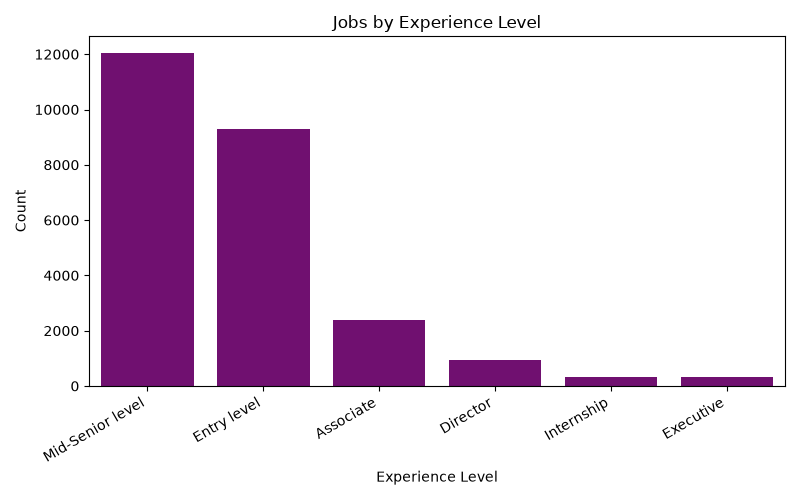 Jobs by Experience Level
12000
10000
8000
6000
4000
2000
0
Count
Mid-Senior level
Entry level
Associate
Director
Internship
Executive
Experience Level